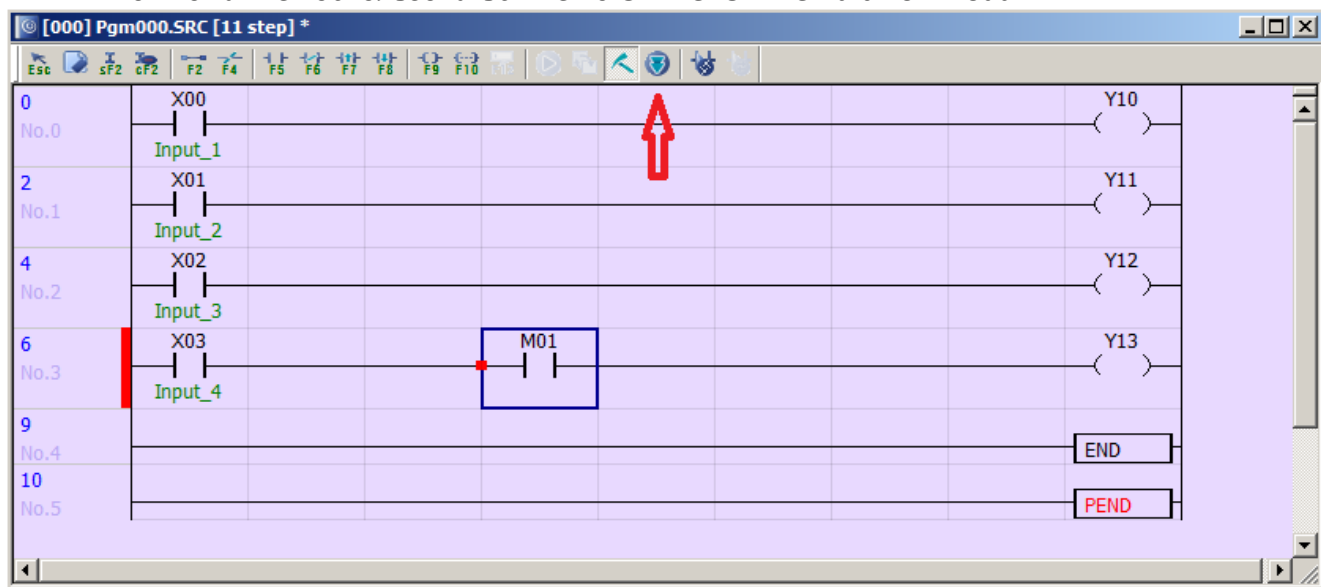 [000] Pgm000.SRC [11 step] *
Esc sF2 cF2 F2 F4 F5 F6 F7 F8 F9 F10
0 X00 Y10
No.0
Input_1
2 X01 Y11
No.1
Input_2
4 X02 Y12
No.2
Input_3
6 X03 M01 Y13
No.3
Input_4
9
No.4 END
10
No.5 PEND